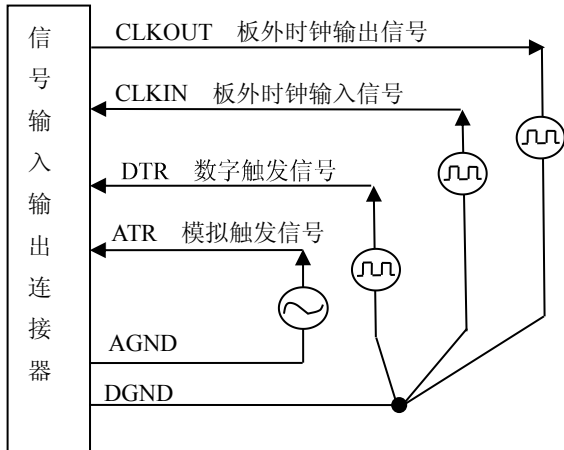 信号输入输出连接器
CLKOUT 板外时钟输出信号
CLKIN 板外时钟输入信号
DTR 数字触发信号
ATR 模拟触发信号
AGND
DGND